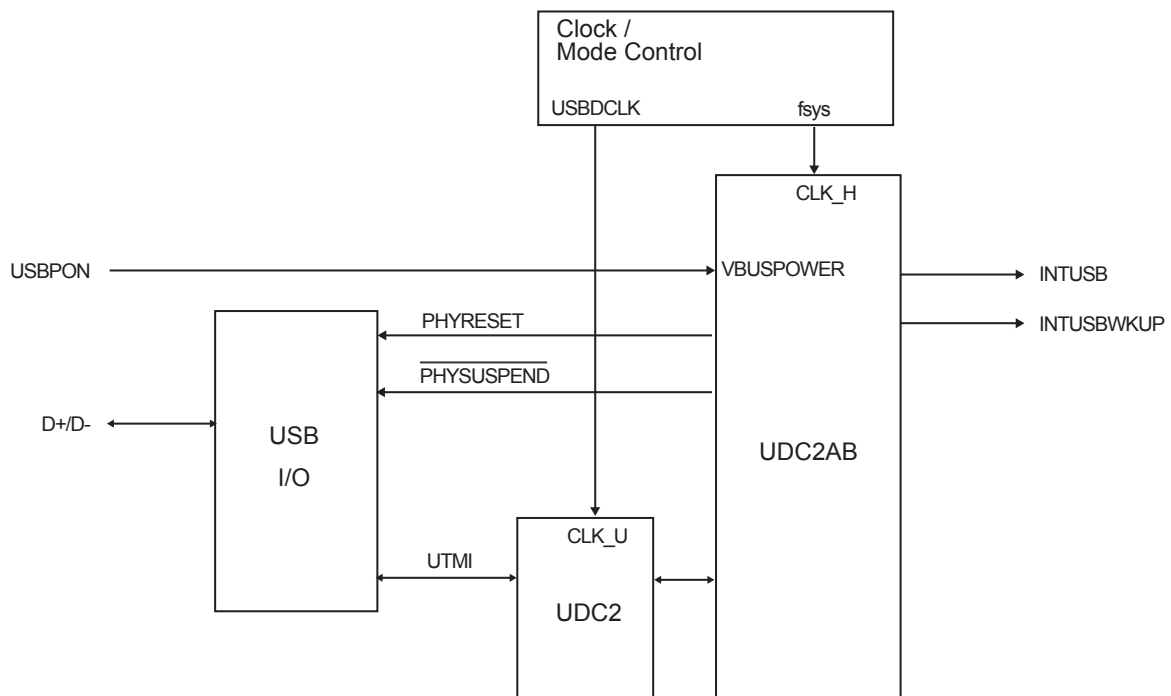 Clock /
Mode Control
USBDCLK
fsys
CLK_H
USBPON
VBUSPOWER
INTUSB
PHYRESET
INTUSBWKUP
PHYSUSPEND
D+/D-
USB
I/O
UDC2AB
CLK_U
UTMI
UDC2